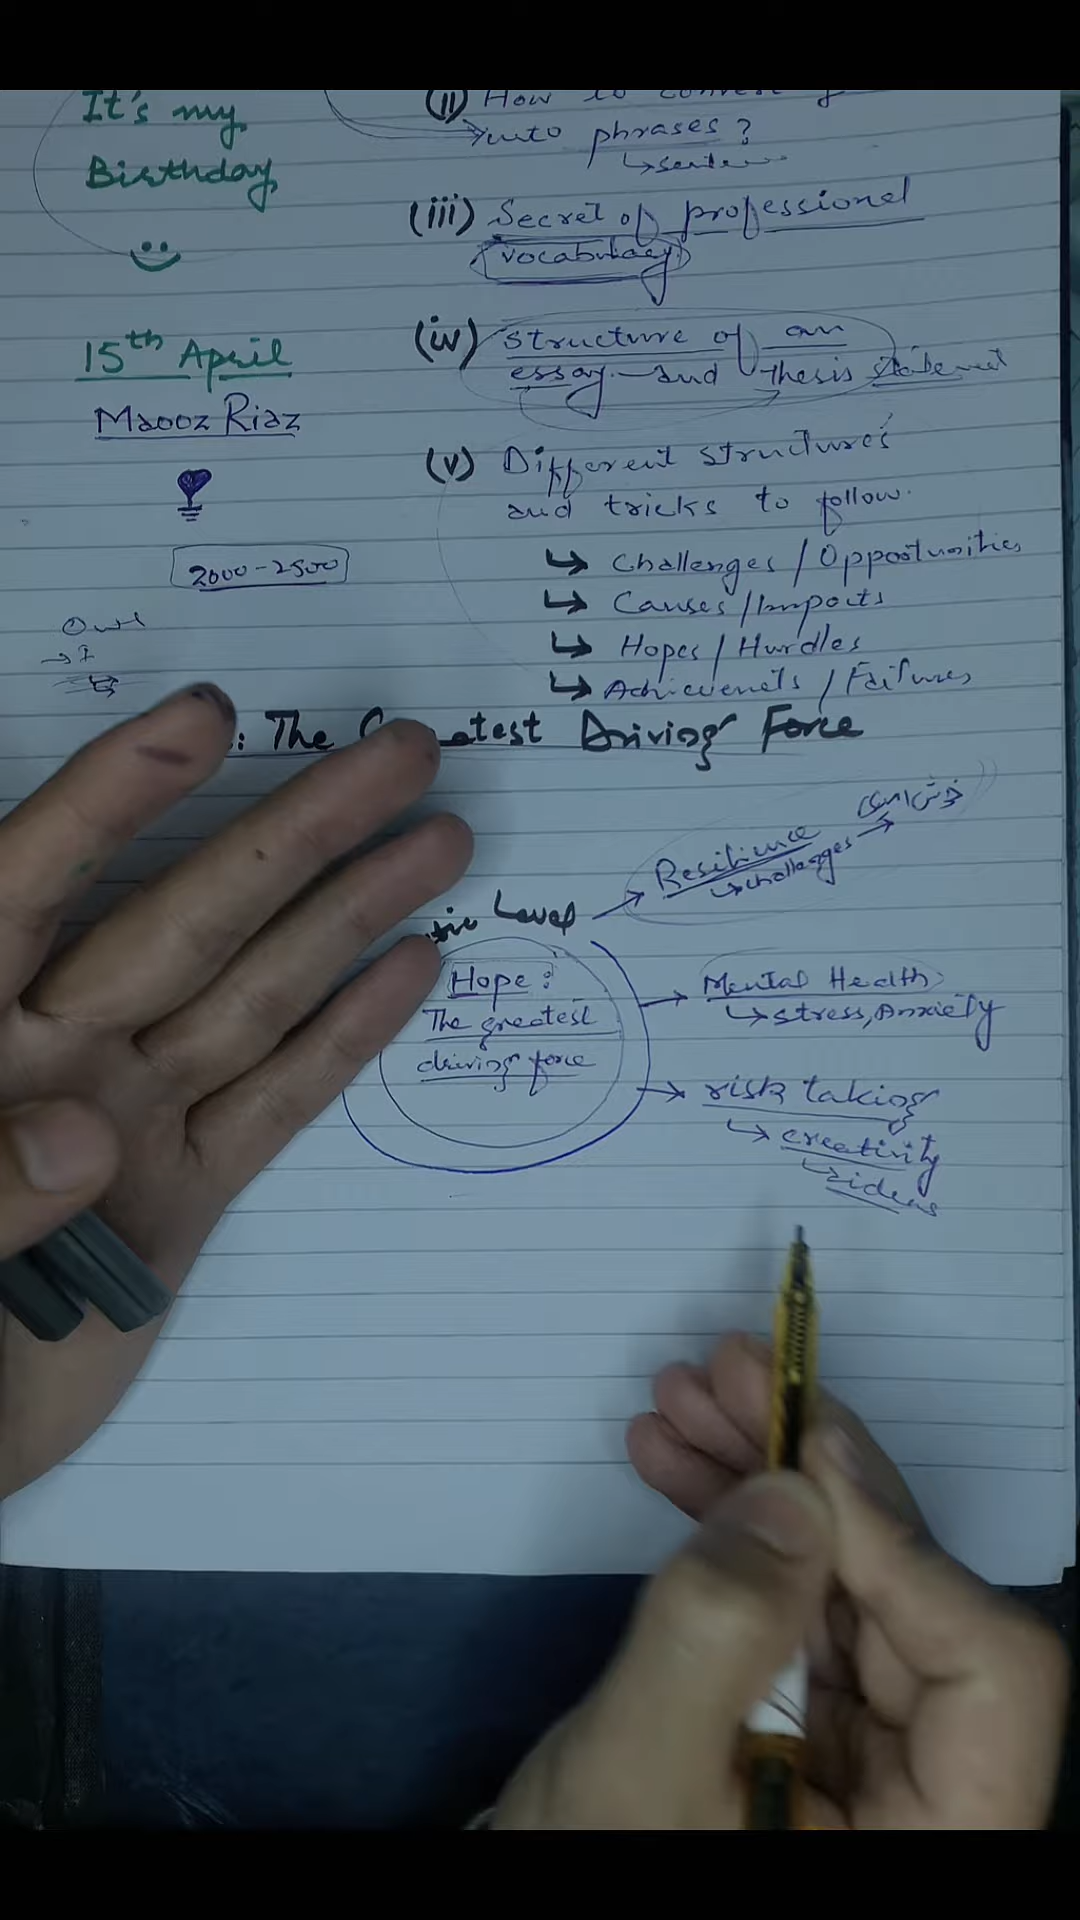 It's my
Birthday
15th April
Maooz Riaz
2000-2500
(ii) How to
into phrases?
(iii) Secret of professional
vocabulary
(iv) structure of an
essay and thesis statement
(v) Different structures
and tricks to follow.
Challenges / Opportunities
Causes / Impacts
Hopes / Hurdles
Achievements / Failures
: The Greatest Driving Force
Resilience
challenges
Level
Hope:
The greatest
driving force
Mental Health
stress, Anxiety
risk taking
creativity
ideas